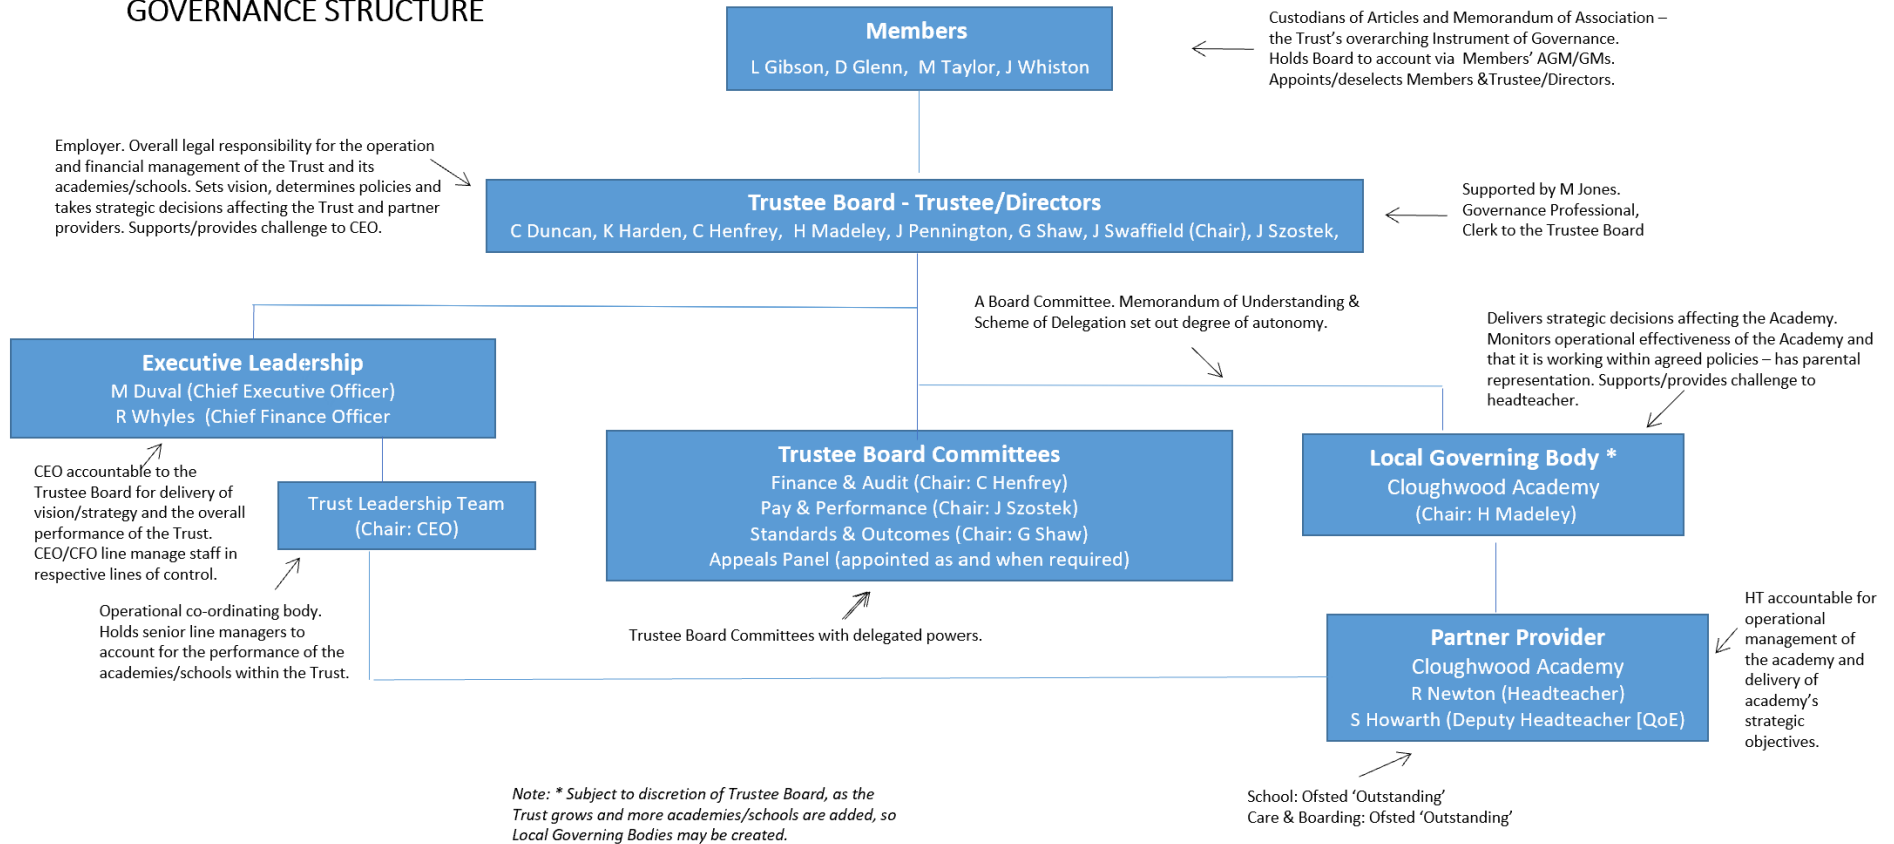 GOVERNANCE STRUCTURE
Members
L Gibson, D Glenn, M Taylor, J Whiston
Custodians of Articles and Memorandum of Association –
the Trust's overarching Instrument of Governance.
Holds Board to account via Members' AGM/GMs.
Appoints/deselects Members &Trustee/Directors.
Employer. Overall legal responsibility for the operation
and financial management of the Trust and its
academies/schools. Sets vision, determines policies and
takes strategic decisions affecting the Trust and partner
providers. Supports/provides challenge to CEO.
Trustee Board - Trustee/Directors
C Duncan, K Harden, C Henfrey, H Madeley, J Pennington, G Shaw, J Swaffield (Chair), J Szostek,
Supported by M Jones.
Governance Professional,
Clerk to the Trustee Board
A Board Committee. Memorandum of Understanding &
Scheme of Delegation set out degree of autonomy.
Delivers strategic decisions affecting the Academy.
Monitors operational effectiveness of the Academy and
that it is working within agreed policies – has parental
representation. Supports/provides challenge to
headteacher.
Executive Leadership
M Duval (Chief Executive Officer)
R Whyles (Chief Finance Officer
CEO accountable to the
Trustee Board for delivery of
vision/strategy and the overall
performance of the Trust.
CEO/CFO line manage staff in
respective lines of control.
Trust Leadership Team
(Chair: CEO)
Operational co-ordinating body.
Holds senior line managers to
account for the performance of the
academies/schools within the Trust.
Trustee Board Committees
Finance & Audit (Chair: C Henfrey)
Pay & Performance (Chair: J Szostek)
Standards & Outcomes (Chair: G Shaw)
Appeals Panel (appointed as and when required)
Trustee Board Committees with delegated powers.
Local Governing Body *
Cloughwood Academy
(Chair: H Madeley)
Partner Provider
Cloughwood Academy
R Newton (Headteacher)
S Howarth (Deputy Headteacher [QoE)
HT accountable for
operational
management of
the academy and
delivery of
academy's
strategic
objectives.
School: Ofsted 'Outstanding'
Care & Boarding: Ofsted 'Outstanding'
Note: * Subject to discretion of Trustee Board, as the
Trust grows and more academies/schools are added, so
Local Governing Bodies may be created.